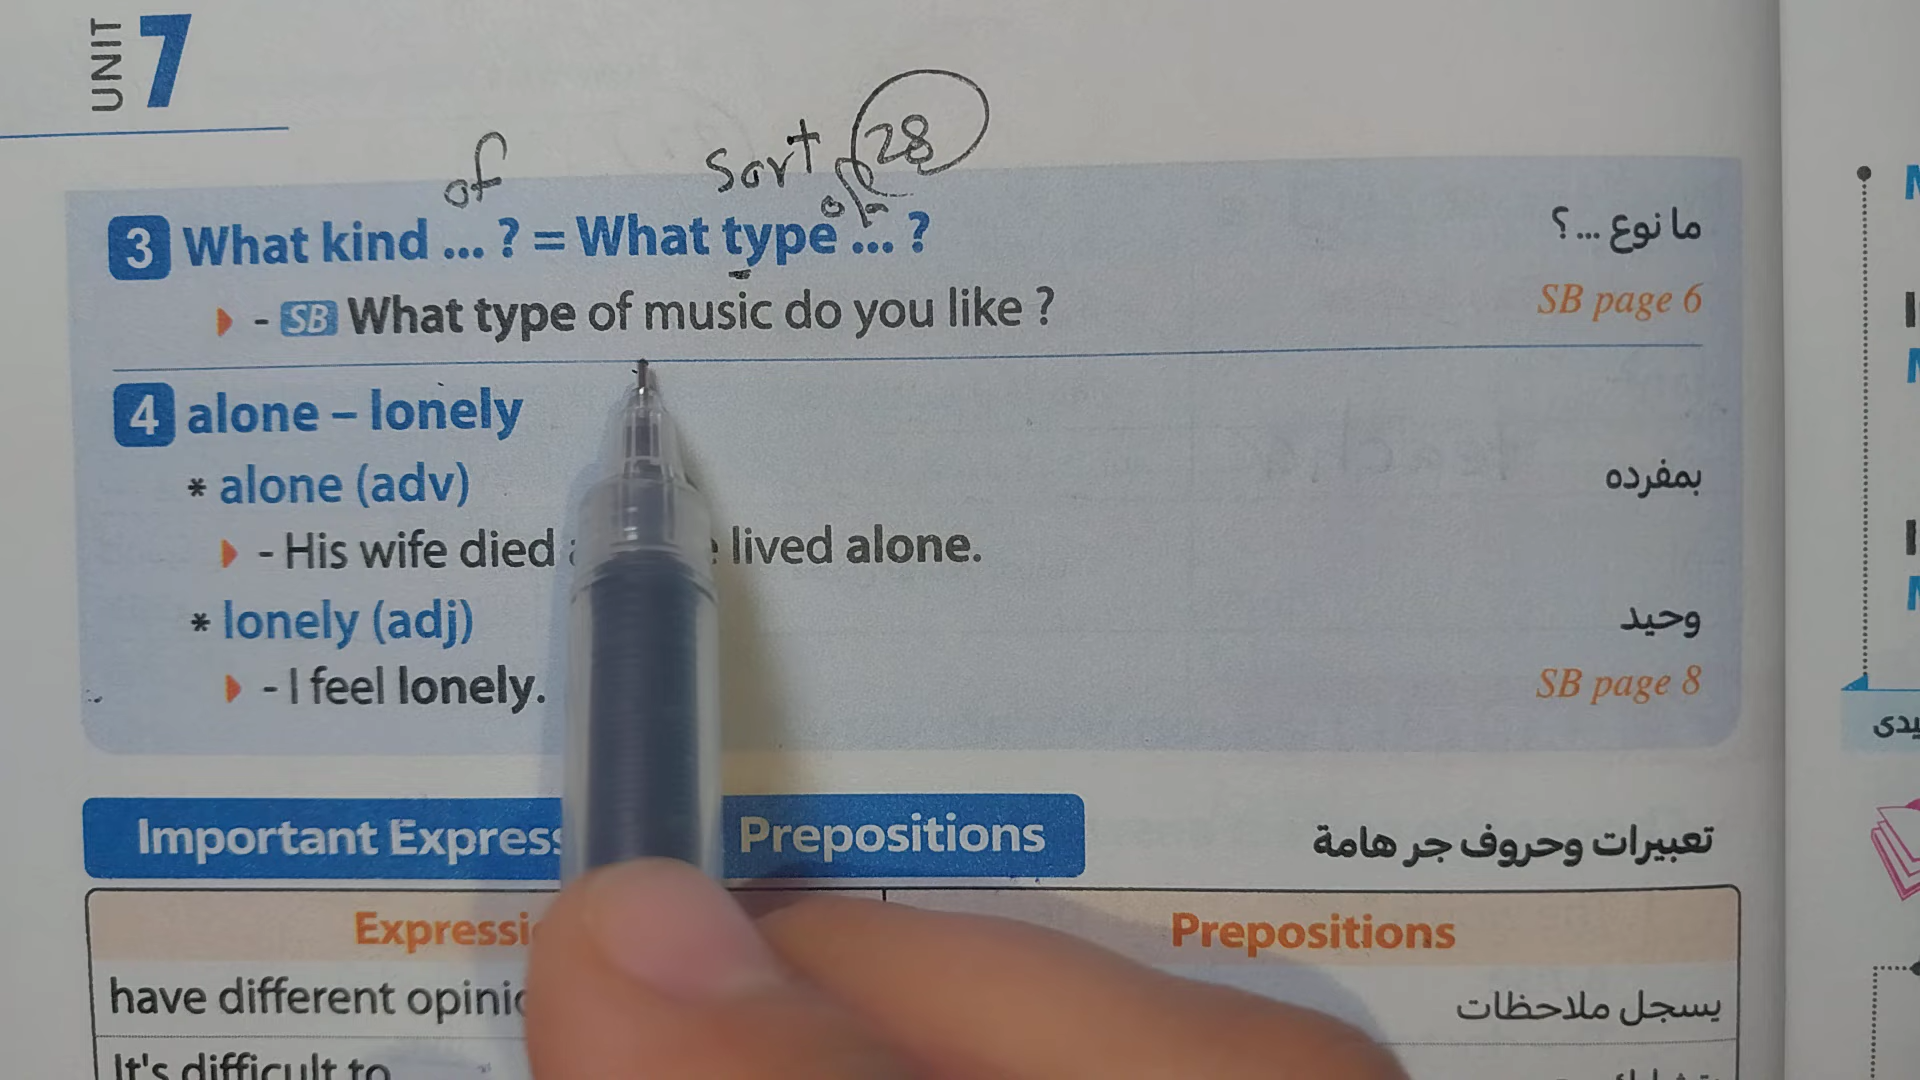 UNIT 7
of sort of 28
3 What kind ... ? = What type ... ? ما نوع ...؟
- SB What type of music do you like ? SB page 6
4 alone – lonely
* alone (adv) بمفرده
- His wife died lived alone.
* lonely (adj) وحيد
- I feel lonely. SB page 8
Important Prepositions تعبيرات وحروف جر هامة
Prepositions
have different يسجل ملاحظات
It's difficult to